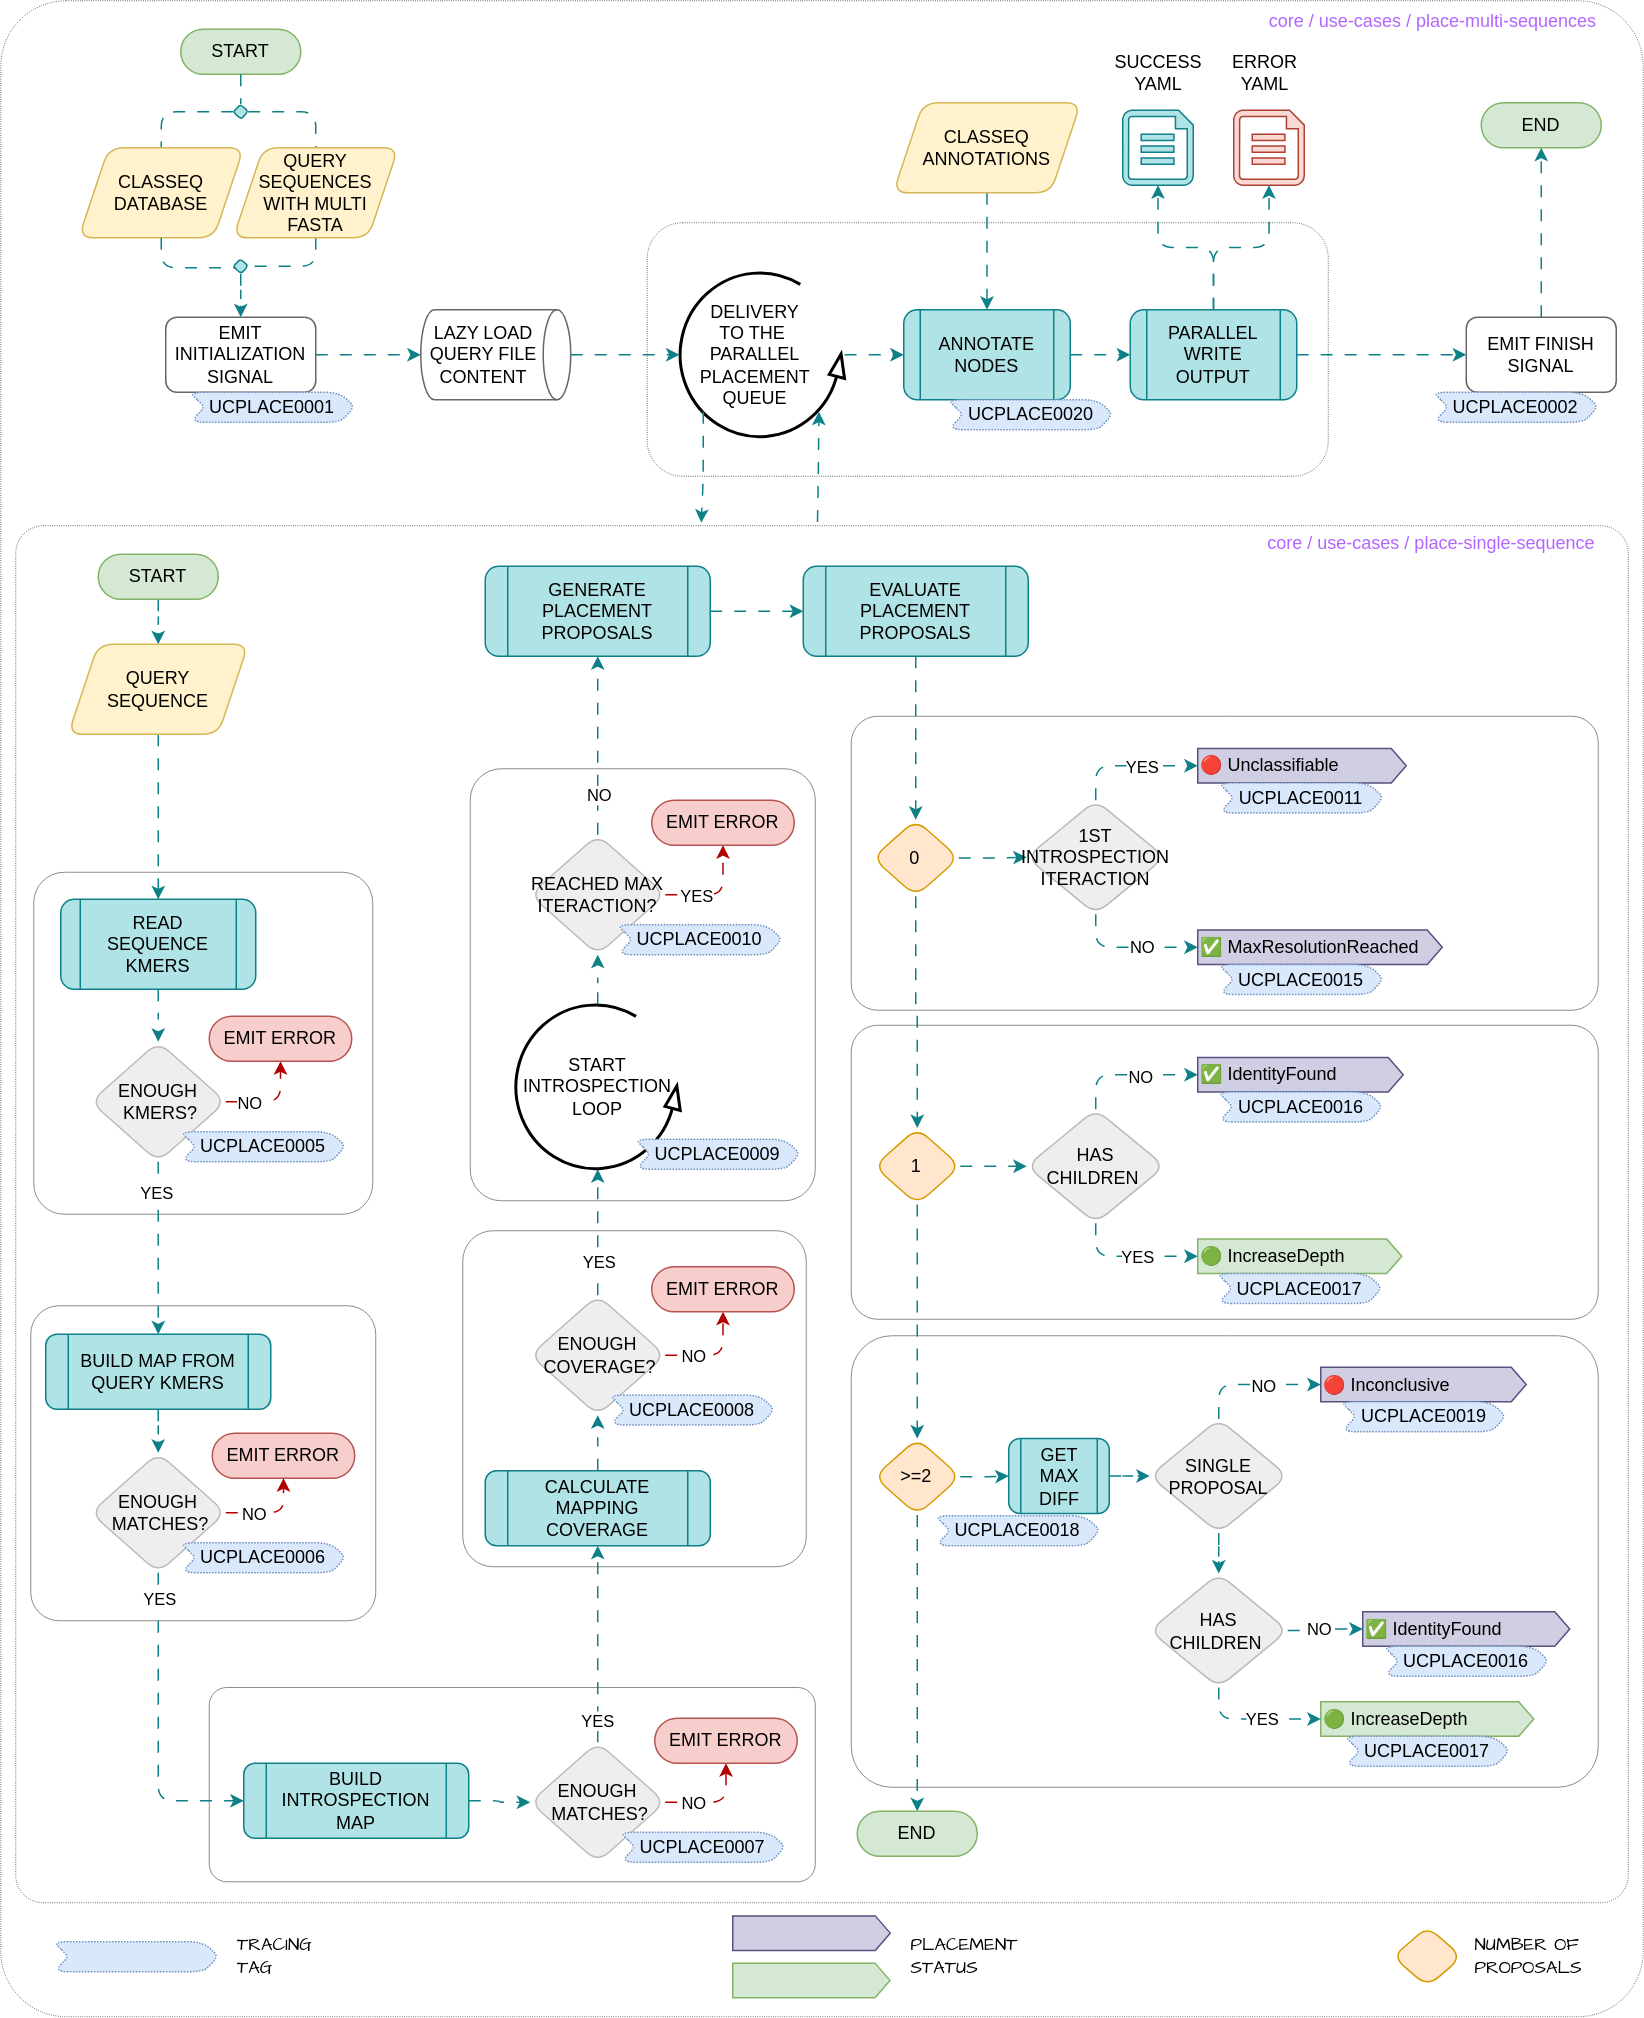 core / use-cases / place-multi-sequences
START
CLASSEQ
DATABASE
QUERY
SEQUENCES
WITH MULTI
FASTA
EMIT
INITIALIZATION
SIGNAL
UCPLACE0001
LAZY LOAD
QUERY FILE
CONTENT
DELIVERY
TO THE
PARALLEL
PLACEMENT
QUEUE
CLASSEQ
ANNOTATIONS
ANNOTATE
NODES
UCPLACE0020
SUCCESS
YAML
ERROR
YAML
PARALLEL
WRITE
OUTPUT
END
EMIT FINISH
SIGNAL
UCPLACE0002
core / use-cases / place-single-sequence
START
QUERY
SEQUENCE
READ
SEQUENCE
KMERS
ENOUGH
KMERS?
NO
EMIT ERROR
UCPLACE0005
YES
BUILD MAP FROM
QUERY KMERS
ENOUGH
MATCHES?
NO
EMIT ERROR
UCPLACE0006
YES
BUILD
INTROSPECTION
MAP
ENOUGH
MATCHES?
NO
EMIT ERROR
UCPLACE0007
YES
CALCULATE
MAPPING
COVERAGE
ENOUGH
COVERAGE?
NO
EMIT ERROR
UCPLACE0008
YES
START
INTROSPECTION
LOOP
UCPLACE0009
REACHED MAX
ITERACTION?
YES
EMIT ERROR
UCPLACE0010
NO
GENERATE
PLACEMENT
PROPOSALS
EVALUATE
PLACEMENT
PROPOSALS
0
1ST
INTROSPECTION
ITERACTION
YES
Unclassifiable
UCPLACE0011
NO
MaxResolutionReached
UCPLACE0015
1
HAS
CHILDREN
NO
IdentityFound
UCPLACE0016
YES
IncreaseDepth
UCPLACE0017
>=2
GET
MAX
DIFF
UCPLACE0018
SINGLE
PROPOSAL
NO
Inconclusive
UCPLACE0019
HAS
CHILDREN
NO
IdentityFound
UCPLACE0016
YES
IncreaseDepth
UCPLACE0017
END
TRACING
TAG
PLACEMENT
STATUS
NUMBER OF
PROPOSALS